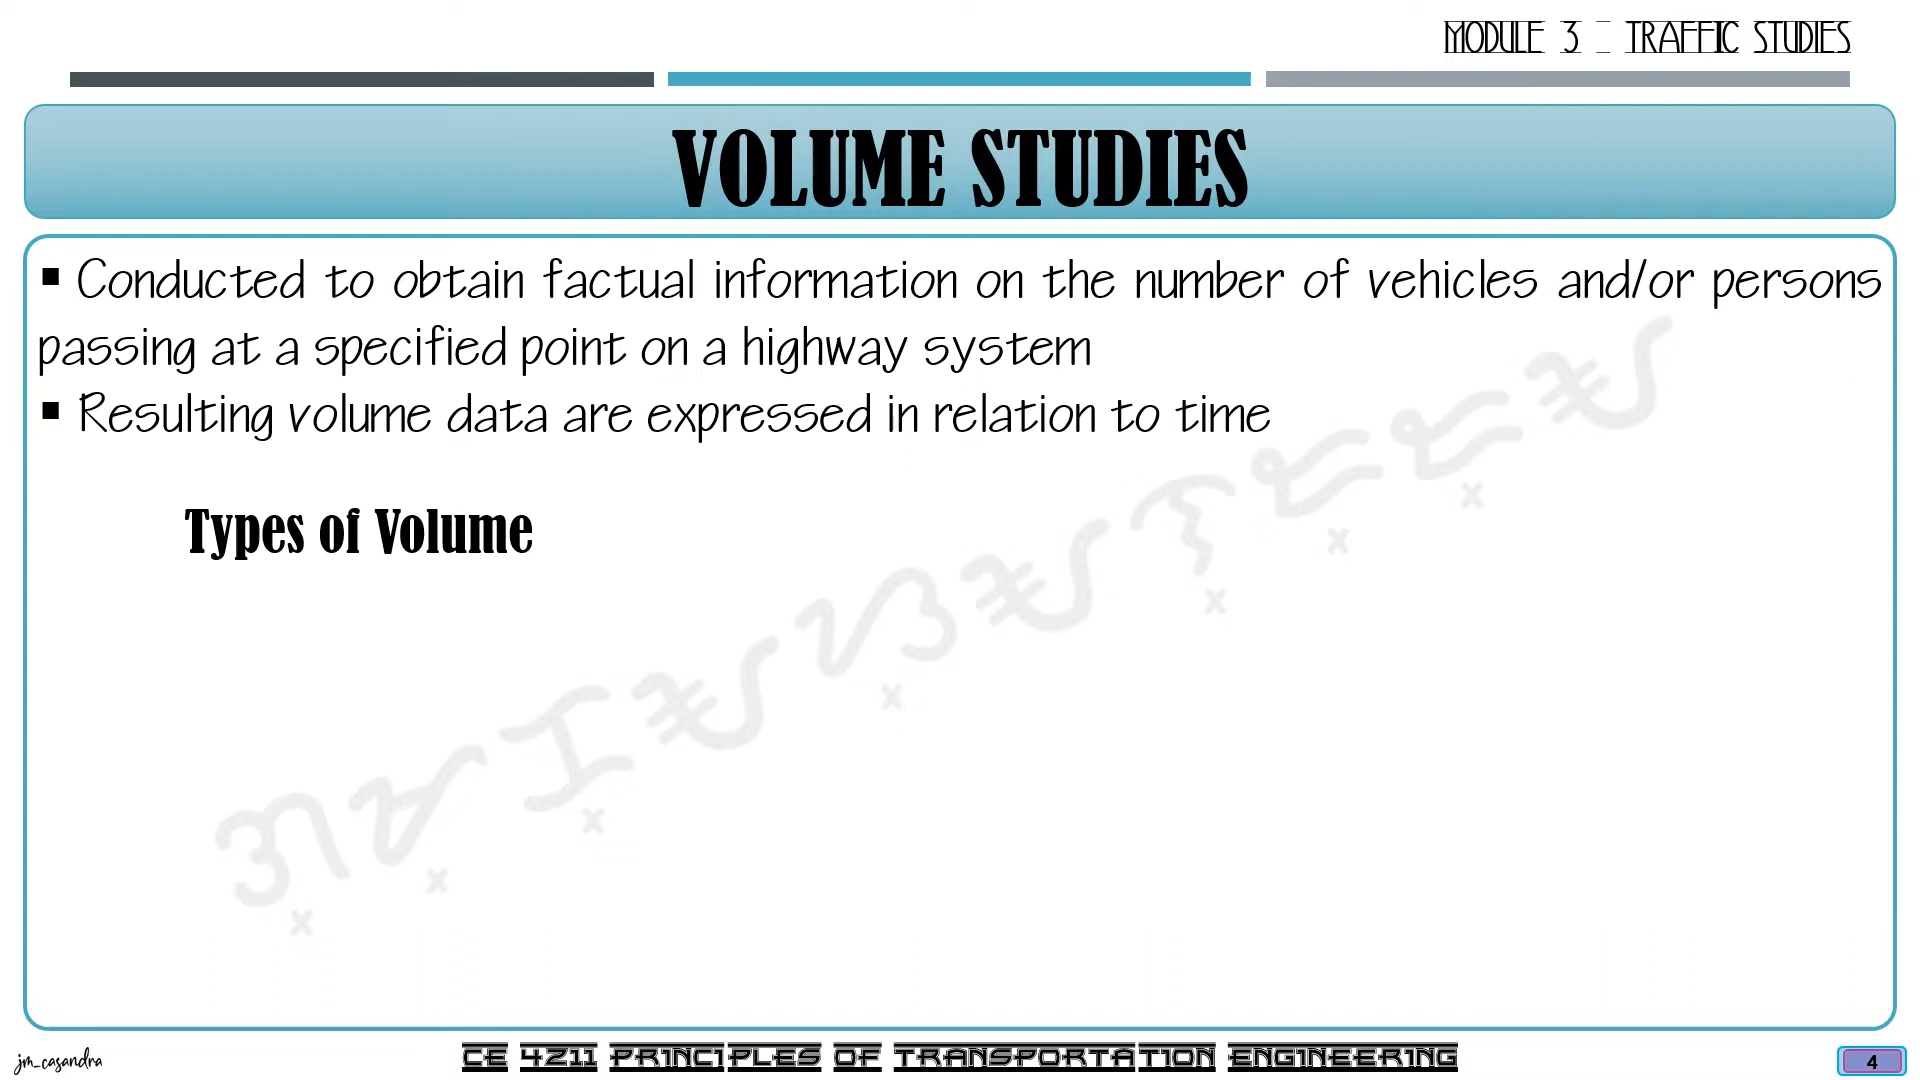 MODULE 3 – TRAFFIC STUDIES
VOLUME STUDIES
▪ Conducted to obtain factual information on the number of vehicles and/or persons
passing at a specified point on a highway system
▪ Resulting volume data are expressed in relation to time
Types of Volume
jm_casandra
CE 4211 PRINCIPLES OF TRANSPORTATION ENGINEERING
4